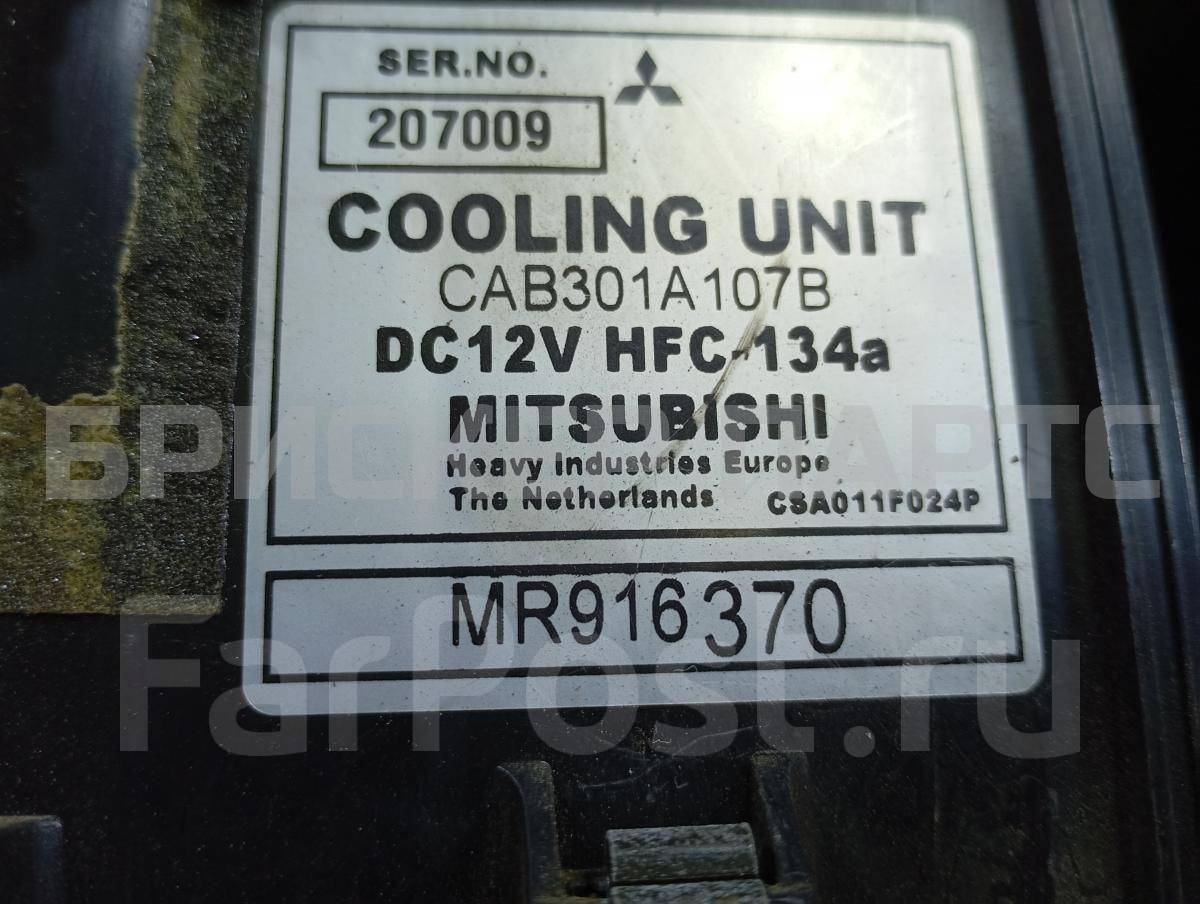 SER.NO.
207009
COOLING UNIT
CAB301A107B
DC12V HFC-134a
MITSUBISHI
Heavy Industries Europe
The Netherlands CSA011F024P
MR916370
FarPost.ru